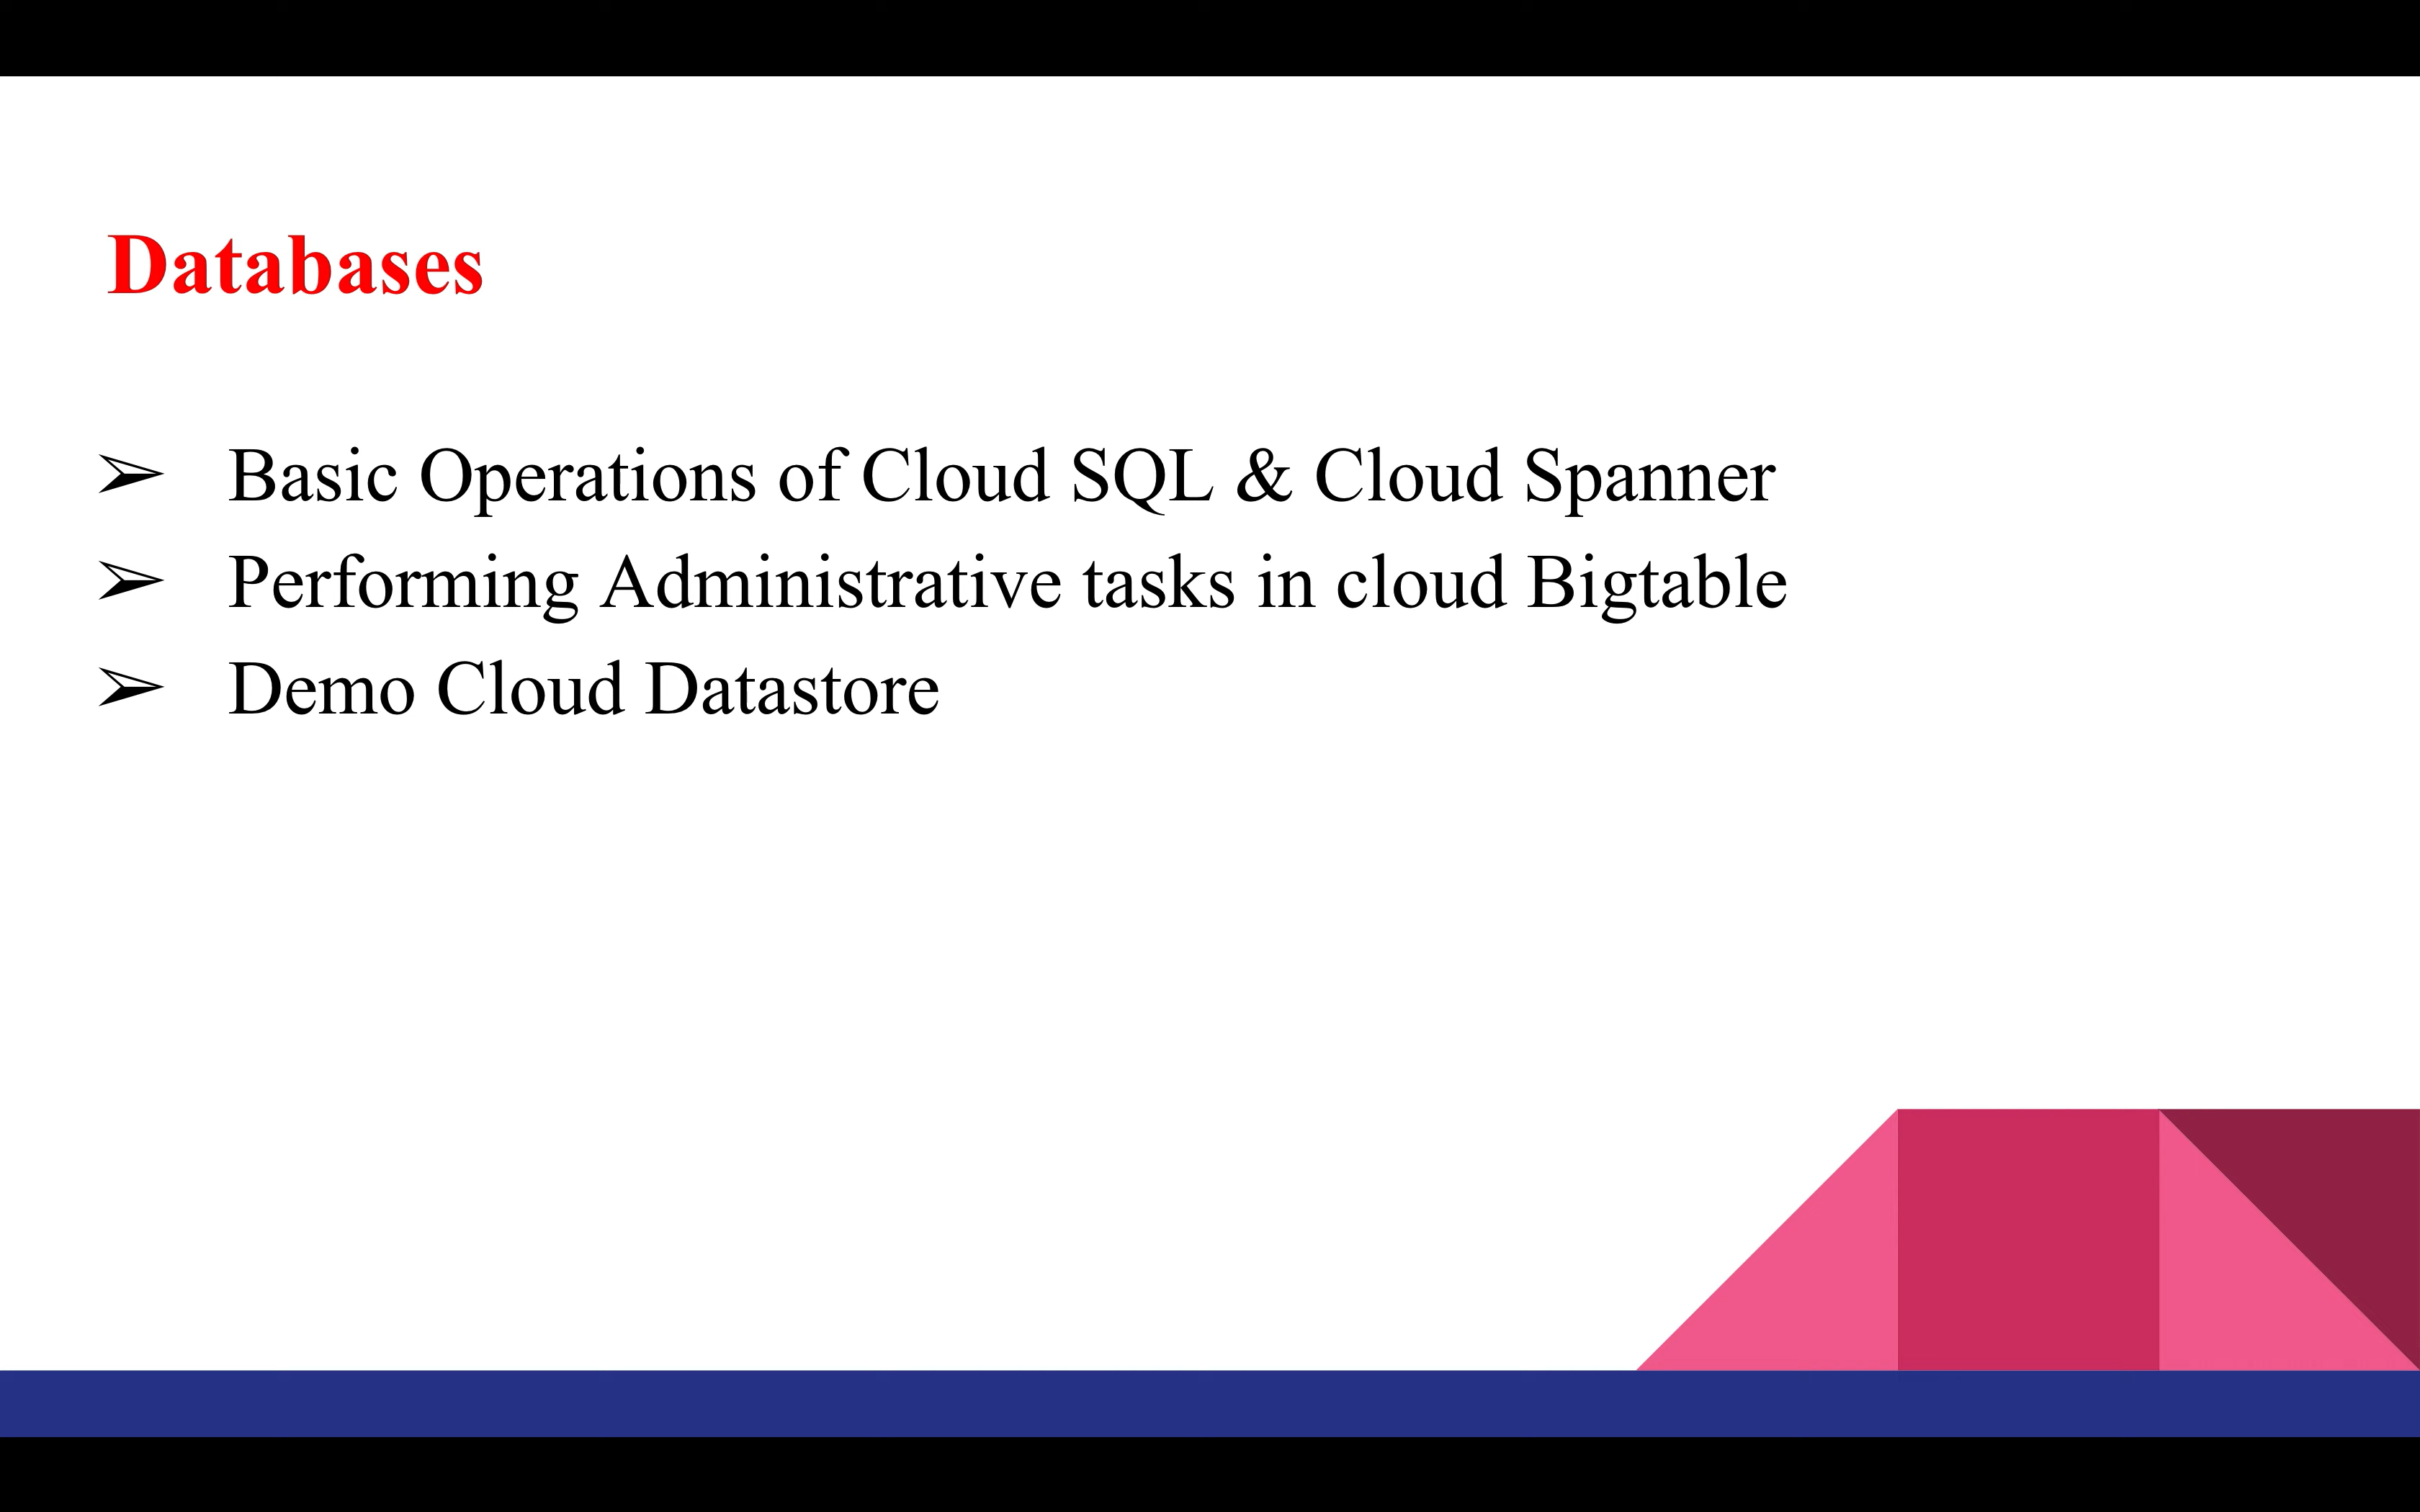 Databases
➢ Basic Operations of Cloud SQL & Cloud Spanner
➢ Performing Administrative tasks in cloud Bigtable
➢ Demo Cloud Datastore